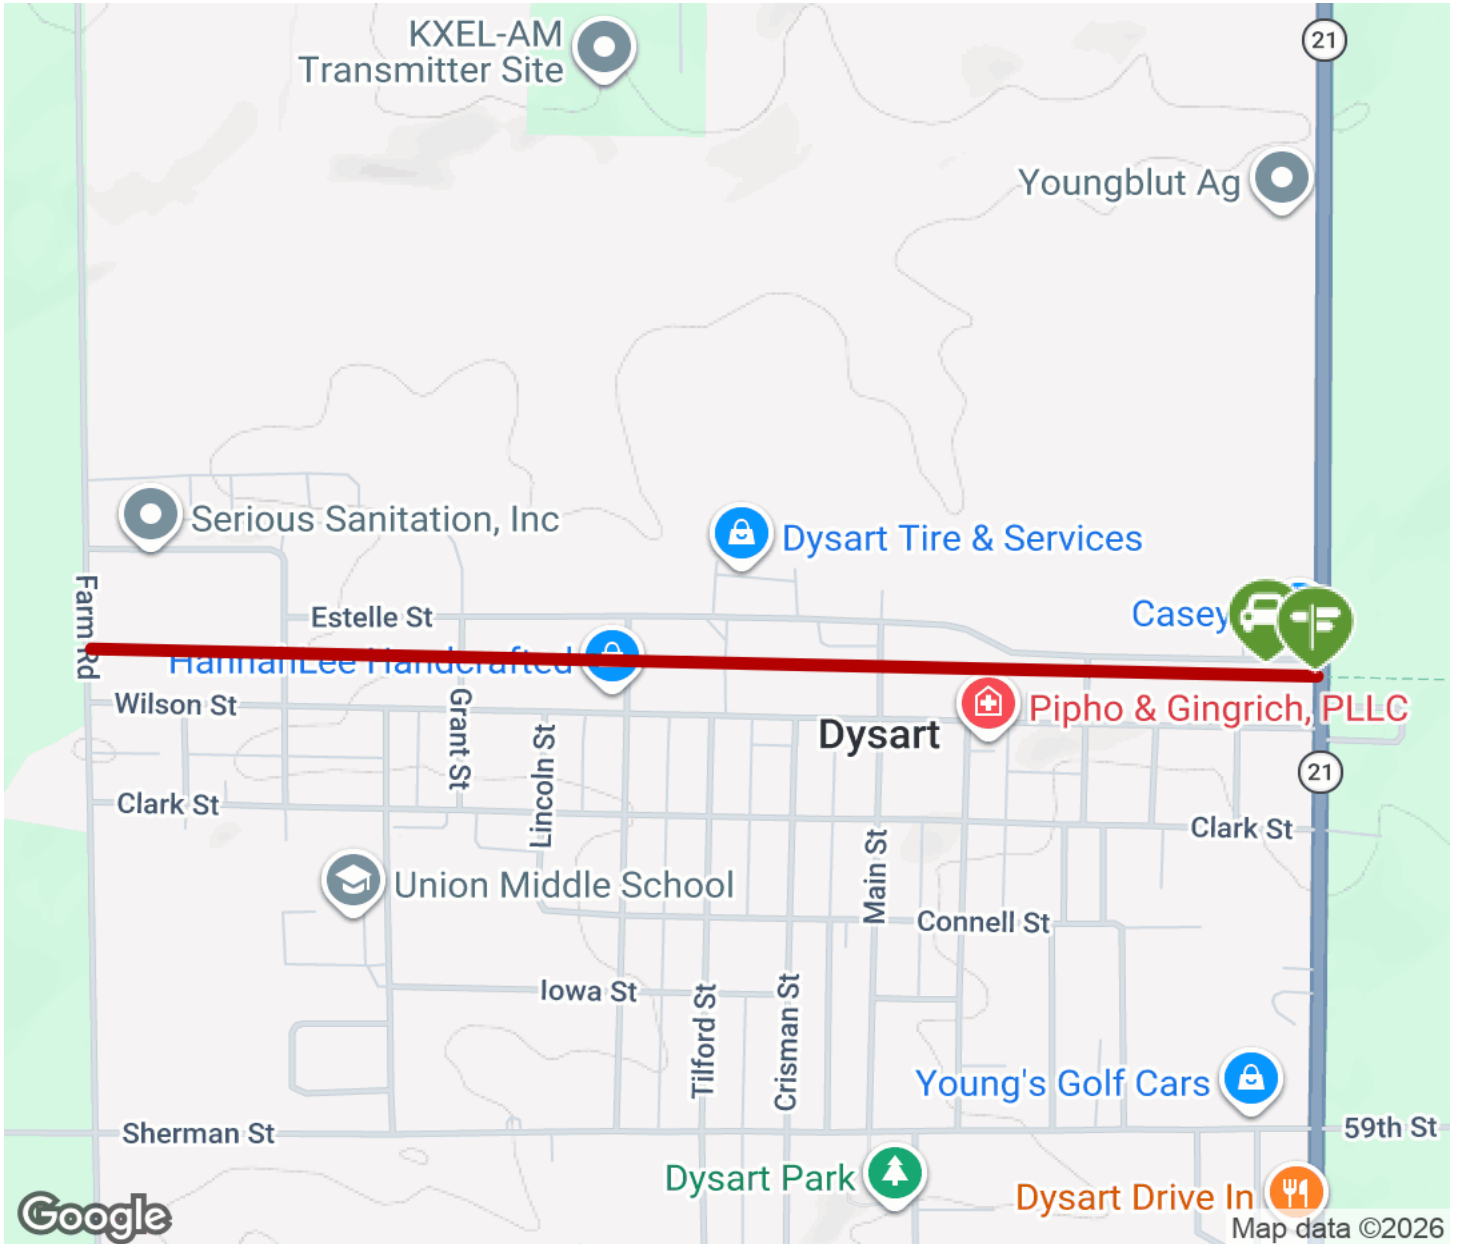 KXEL-AM
Transmitter Site
21
Youngblut Ag
Serious Sanitation, Inc
Dysart Tire & Services
Farm Rd
Estelle St
Casey
HannahLee Handcrafted
Wilson St
Grant St
Lincoln St
Dysart
Pipho & Gingrich, PLLC
21
Clark St
Clark St
Main St
Union Middle School
Connell St
Iowa St
Tilford St
Crisman St
Young's Golf Cars
Sherman St
59th St
Dysart Park
Dysart Drive In
Google
Map data ©2026